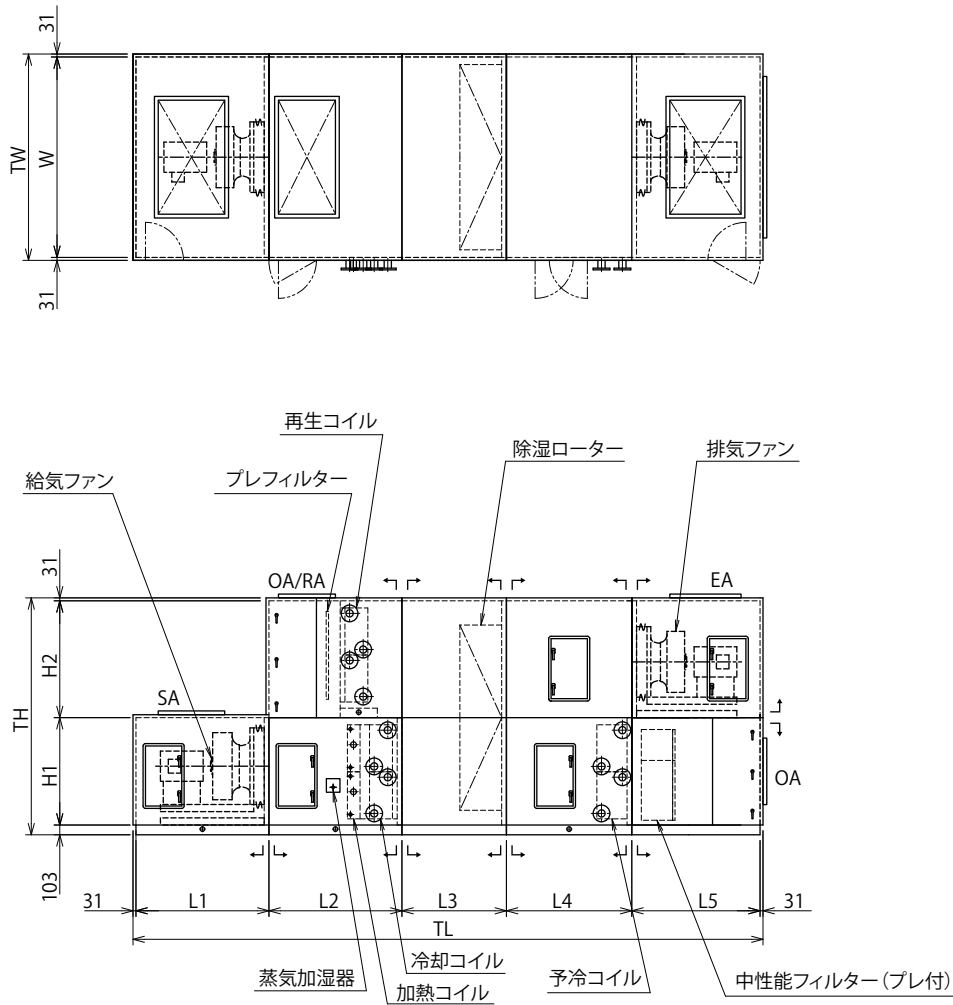 31
TW
W
31
再生コイル
除湿ローター
排気ファン
プレフィルター
給気ファン
31
OA/RA
EA
H2
TH
SA
H1
OA
103
31
L1
L2
L3
L4
L5
31
TL
冷却コイル
蒸気加湿器
加熱コイル
予冷コイル
中性能フィルター（プレ付）